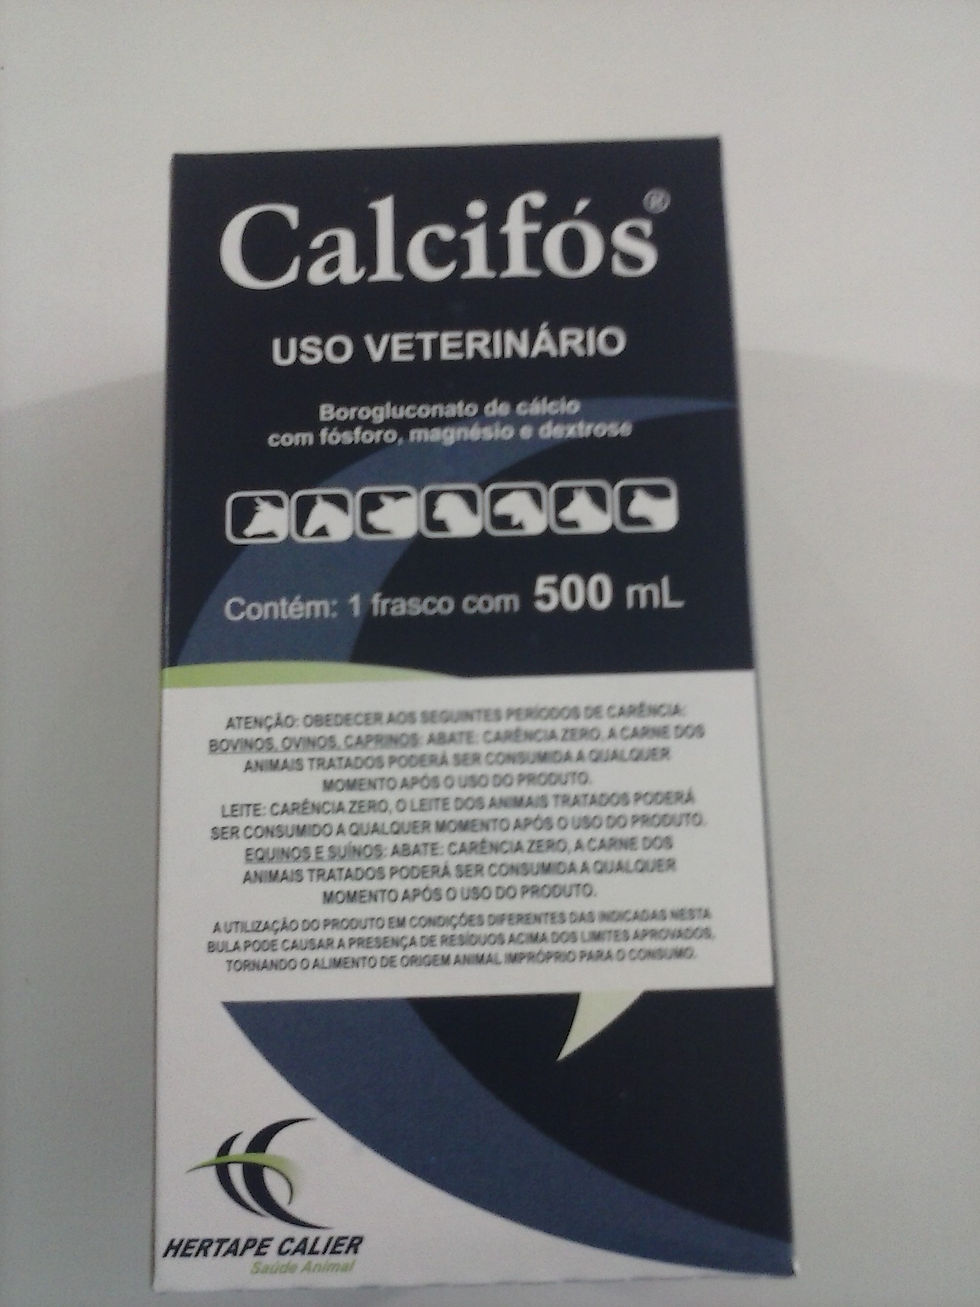 Calcifós®
USO VETERINÁRIO
Borogluconato de cálcio
com fósforo, magnésio e dextrose
Contém: 1 frasco com 500 mL
ATENÇÃO: OBEDECER AOS SEGUINTES PERÍODOS DE CARÊNCIA:
BOVINOS, OVINOS, CAPRINOS: ABATE: CARÊNCIA ZERO, A CARNE DOS
ANIMAIS TRATADOS PODERÁ SER CONSUMIDA A QUALQUER
MOMENTO APÓS O USO DO PRODUTO.
LEITE: CARÊNCIA ZERO, O LEITE DOS ANIMAIS TRATADOS PODERÁ
SER CONSUMIDO A QUALQUER MOMENTO APÓS O USO DO PRODUTO.
EQUINOS E SUÍNOS: ABATE: CARÊNCIA ZERO, A CARNE DOS
ANIMAIS TRATADOS PODERÁ SER CONSUMIDA A QUALQUER
MOMENTO APÓS O USO DO PRODUTO.
A UTILIZAÇÃO DO PRODUTO EM CONDIÇÕES DIFERENTES DAS INDICADAS NESTA
BULA PODE CAUSAR A PRESENÇA DE RESÍDUOS ACIMA DOS LIMITES APROVADOS,
TORNANDO O ALIMENTO DE ORIGEM ANIMAL IMPRÓPRIO PARA O CONSUMO.
HERTAPE CALIER
Saúde Animal